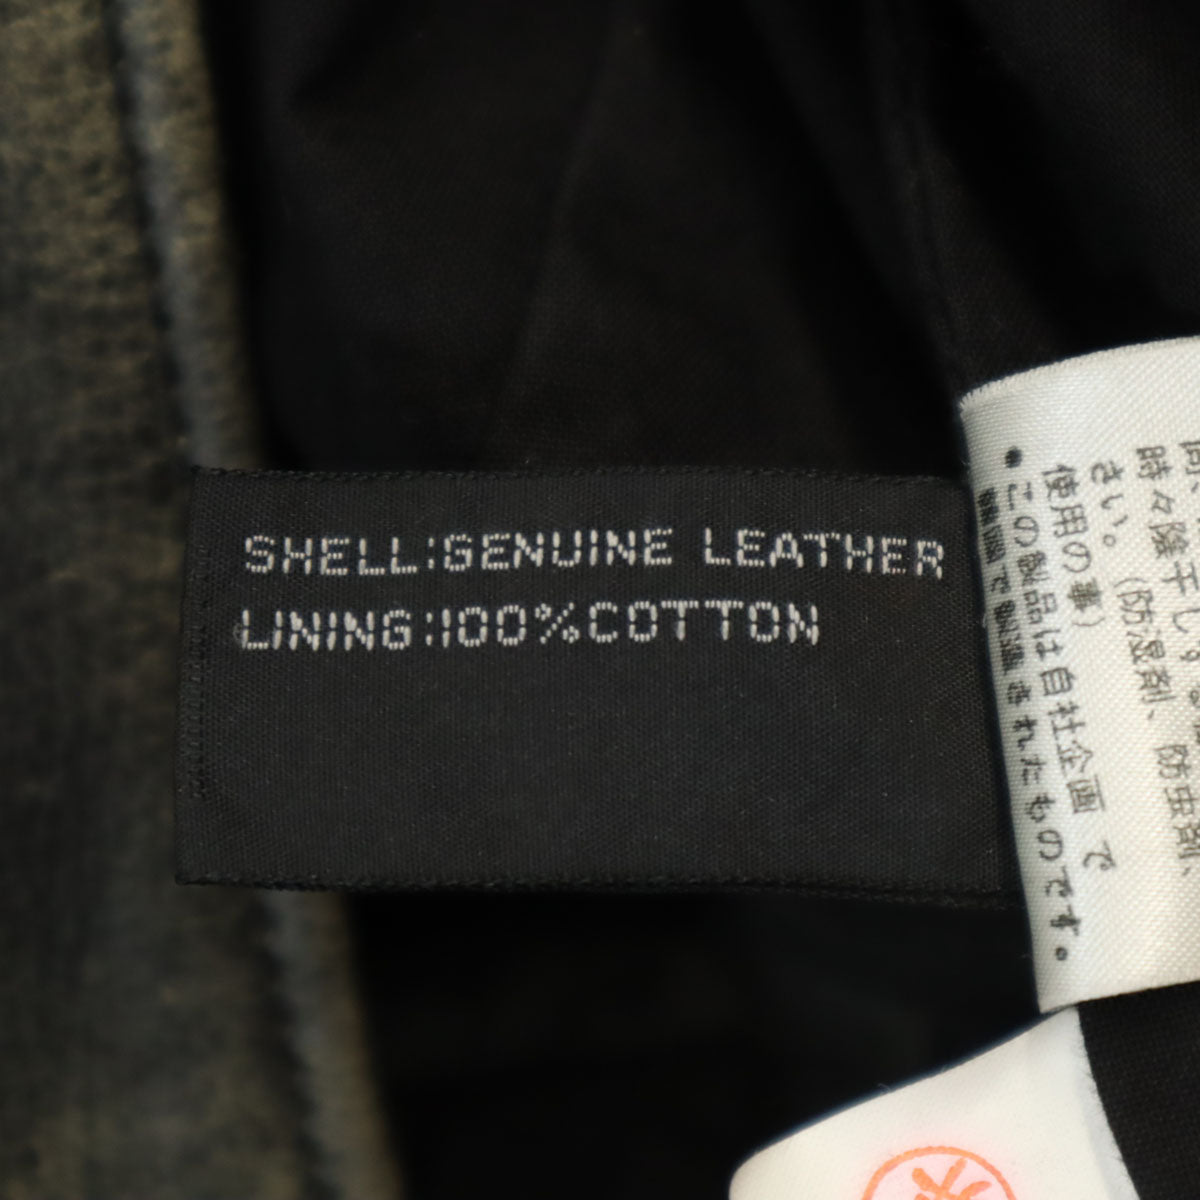 SHELL:GENUINE LEATHER
LINING:100%COTTON
時々陰干しす
さい。(防湿剤、防虫剤、
使用の事)
●この製品は自社企画で
韓国で製造されたものです。